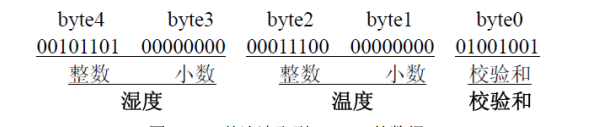 byte4 byte3 byte2 byte1 byte0
00101101 00000000 00011100 00000000 01001001
整数 小数 整数 小数 校验和
湿度 温度 校验和